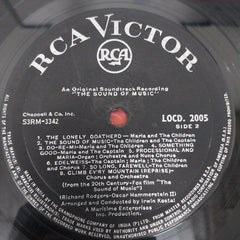 RCA VICTOR
RCA
An Original Soundtrack Recording
"THE SOUND OF MUSIC"
Chappell & Co. Inc.
S3RM-3342
LOCD. 2005
SIDE 2
1. THE LONELY GOATHERD — Maria and The Children
2. THE SOUND OF MUSIC—The Children and The Captain
3. DO-RE-MI—Maria and The Children 4. SOMETHING
GOOD—Maria and The Captain 5. PROCESSIONAL AND
MARIA—Organ; Orchestra and Nuns Chorus
6. EDELWEISS—The Captain; Maria; The Children
and Chorus 7. SO LONG, FAREWELL—The Children
8. CLIMB EV'RY MOUNTAIN (REPRISE)—
Chorus and Orchestra
(from the 20th Century-Fox film "The
Sound of Music")
Richard Rodgers-Oscar Hammerstein II
Arranged and Conducted by Irwin Kostal
A Maritime Enterprises
Inc. Production